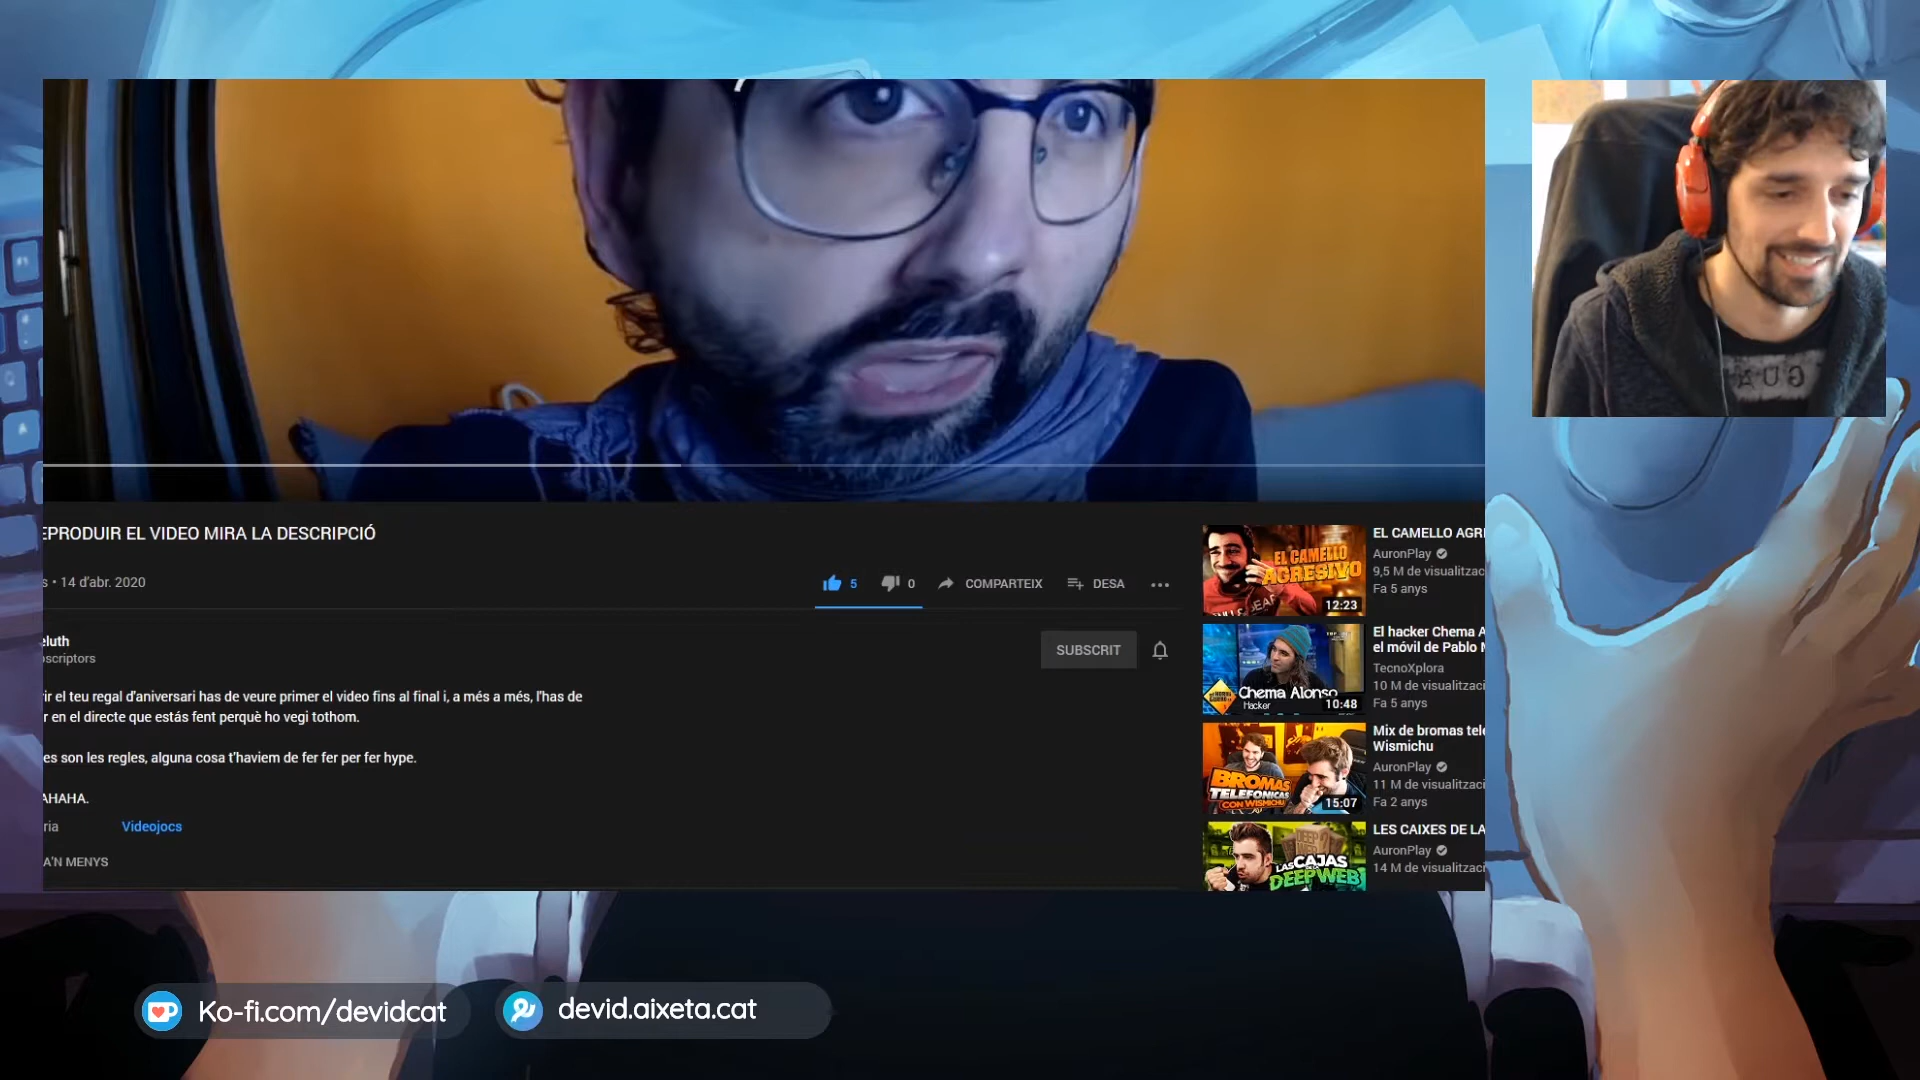 EPRODUIR EL VIDEO MIRA LA DESCRIPCIÓ
s • 14 d'abr. 2020
5
0
COMPARTEIX
DESA
eluth
scriptors
SUBSCRIT
ir el teu regal d'aniversari has de veure primer el video fins al final i, a més a més, l'has de
r en el directe que estás fent perquè ho vegi tothom.
es son les regles, alguna cosa t'haviem de fer fer per fer hype.
AHAHA.
ria
Videojocs
A'N MENYS
EL CAMELLO
AGRESIVO
12:23
EL CAMELLO AGR
AuronPlay
9,5 M de visualitzac
Fa 5 anys
Chema Alonso
Hacker
10:48
El hacker Chema A
el móvil de Pablo M
TecnoXplora
10 M de visualitzaci
Fa 5 anys
BROMAS
TELEFONICAS
CON WISMICHU
15:07
Mix de bromas tele
Wismichu
AuronPlay
11 M de visualitzaci
Fa 2 anys
LAS CAJAS
DEEP WEB
LES CAIXES DE LA
AuronPlay
14 M de visualitzaci
Ko-fi.com/devidcat
devid.aixeta.cat